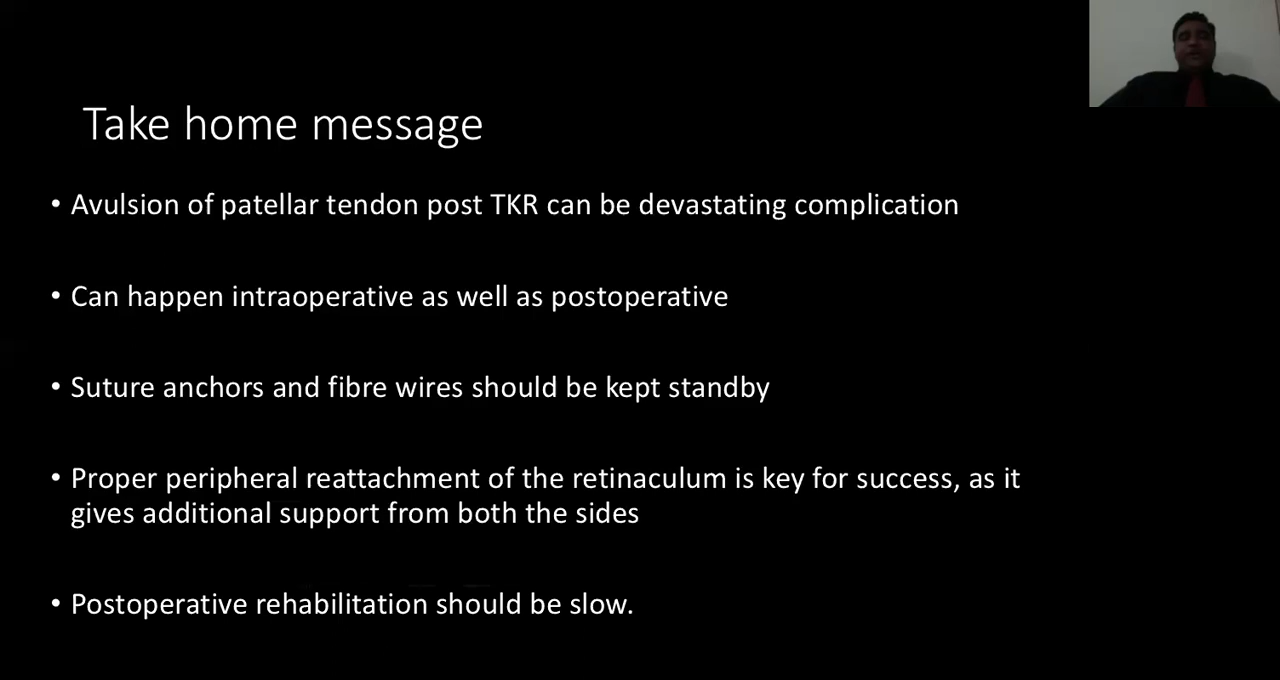 Take home message
• Avulsion of patellar tendon post TKR can be devastating complication
• Can happen intraoperative as well as postoperative
• Suture anchors and fibre wires should be kept standby
• Proper peripheral reattachment of the retinaculum is key for success, as it
gives additional support from both the sides
• Postoperative rehabilitation should be slow.